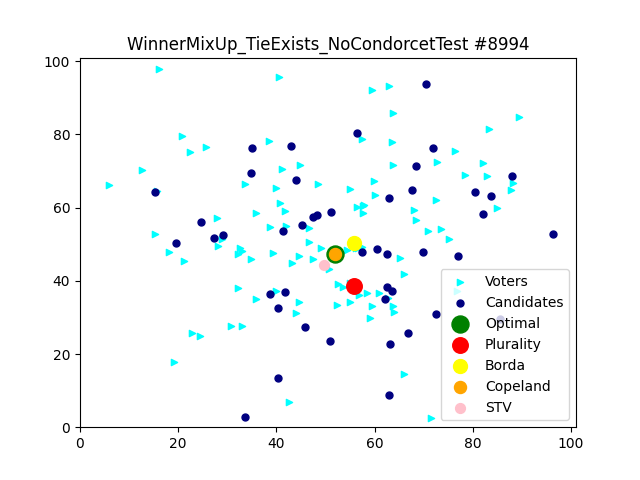 WinnerMixUp_TieExists_NoCondorcetTest #8994
100
80
60
40
20
0
0 20 40 60 80 100
Voters
Candidates
Optimal
Plurality
Borda
Copeland
STV